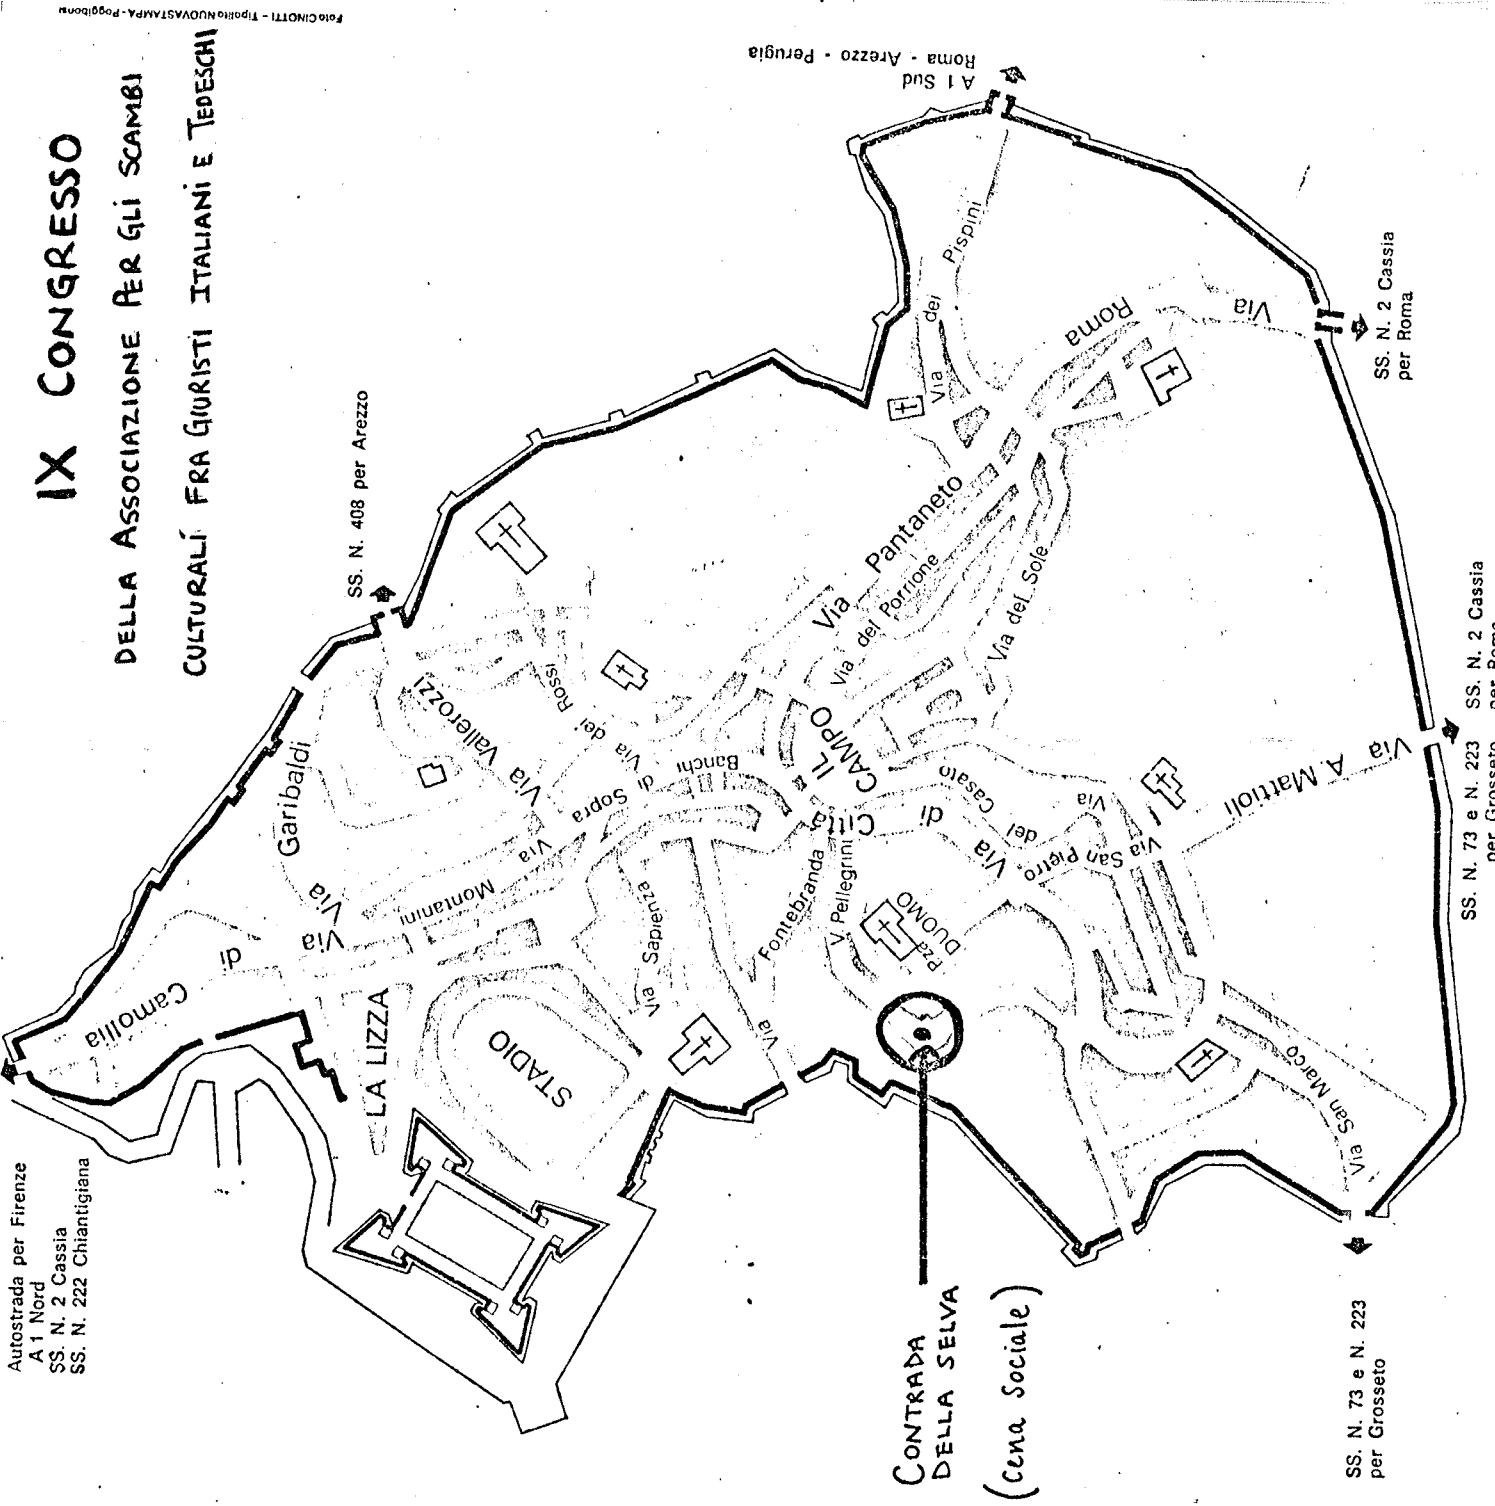 Foto CINOTTI - Tipolito NUOVASTAMPA - Poggibonsi
IX CONGRESSO
DELLA ASSOCIAZIONE PER GLI SCAMBI
CULTURALI FRA GIURISTI ITALIANI E TEDESCHI
A 1 Sud
Roma - Arezzo - Perugia
SS. N. 408 per Arezzo
SS. N. 2 Cassia
per Roma
SS. N. 73 e N. 223
per Grosseto
SS. N. 2 Cassia
per Roma
SS. N. 73 e N. 223
per Grosseto
Autostrada per Firenze
A 1 Nord
SS. N. 2 Cassia
SS. N. 222 Chiantigiana
CONTRADA
DELLA SELVA
(Cena Sociale)
Via di Camollia
Via Garibaldi
LA LIZZA
STADIO
Via Montanini
Via Vallerozzi
Via dei Rossi
Via Banchi di Sopra
Via Sapienza
Via Fontebranda
V. Pellegrini
Pza DUOMO
IL CAMPO
Via di Città
Via del Casato
Via San Pietro
Via
Via A. Mattioli
Via San Marco
Via del Sole
Via del Porrione
Via Pantaneto
Via Roma
Via dei Pispini